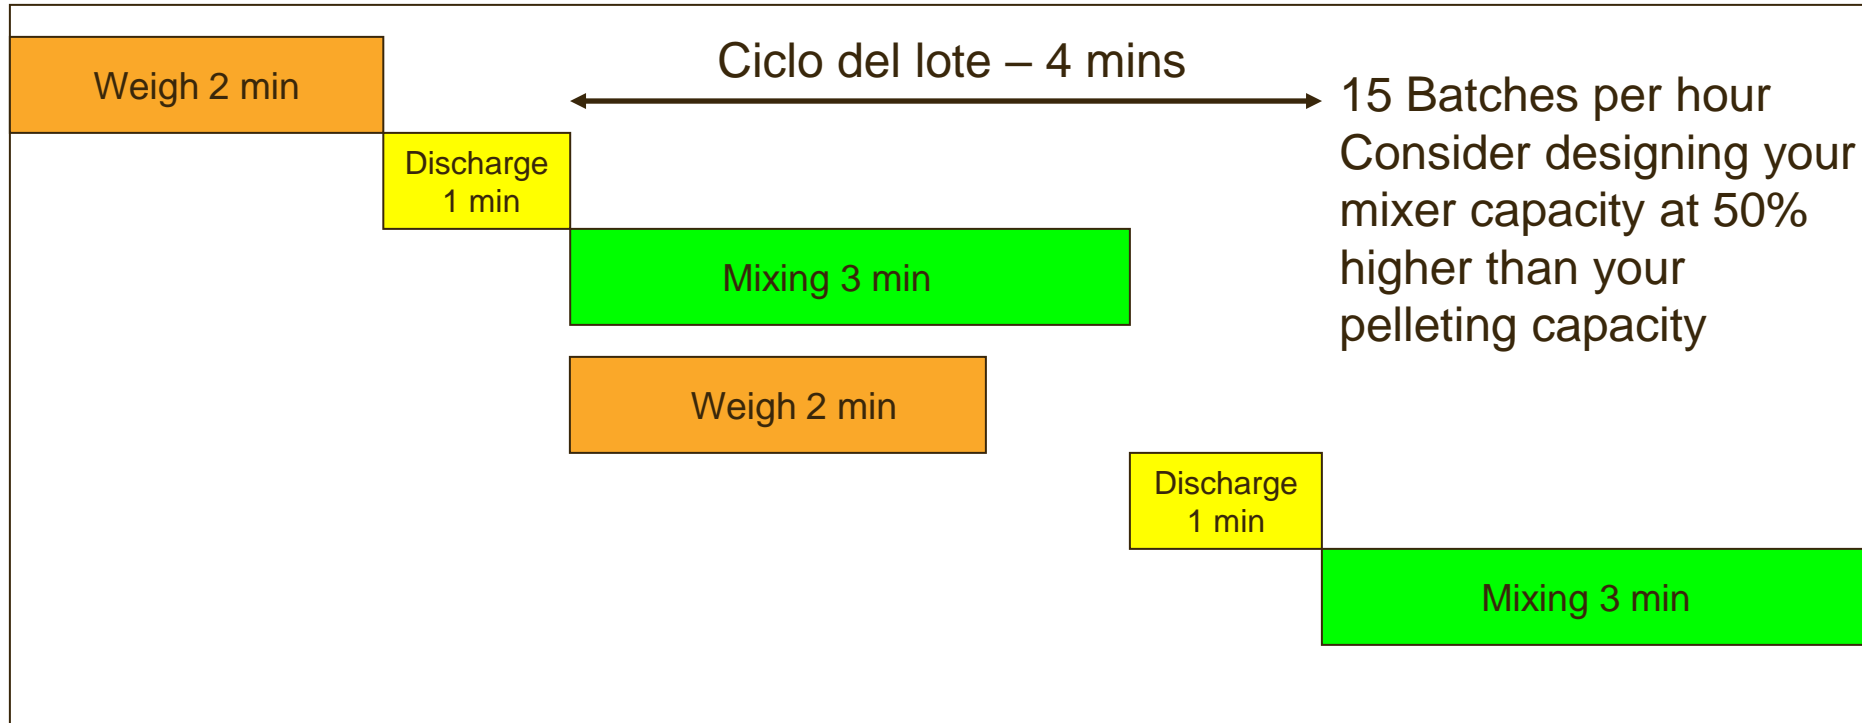 Weigh 2 min
Ciclo del lote – 4 mins
15 Batches per hour
Consider designing your
mixer capacity at 50%
higher than your
pelleting capacity
Discharge
1 min
Mixing 3 min
Weigh 2 min
Discharge
1 min
Mixing 3 min